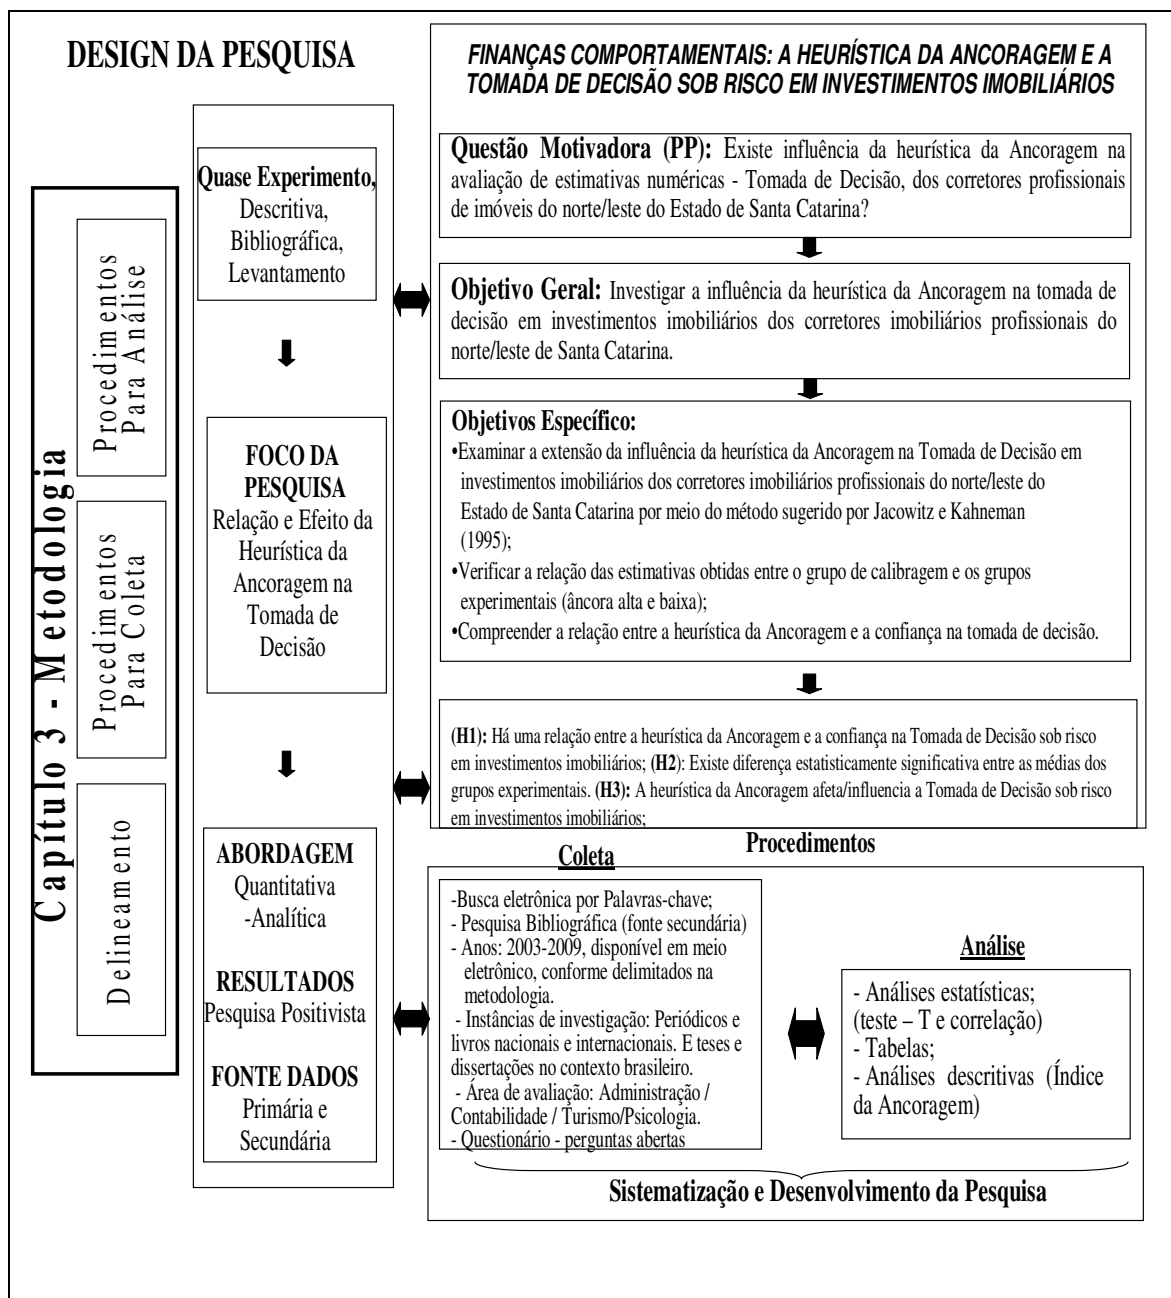 DESIGN DA PESQUISA
FINANÇAS COMPORTAMENTAIS: A HEURÍSTICA DA ANCORAGEM E A
TOMADA DE DECISÃO SOB RISCO EM INVESTIMENTOS IMOBILIÁRIOS
Capítulo 3 - Metodologia
Procedimentos
Para Análise
Procedimentos
Para Coleta
Delineamento
Quase Experimento,
Descritiva,
Bibliográfica,
Levantamento
FOCO DA
PESQUISA
Relação e Efeito da
Heurística da
Ancoragem na
Tomada de
Decisão
ABORDAGEM
Quantitativa
-Analítica
RESULTADOS
Pesquisa Positivista
FONTE DADOS
Primária e
Secundária
Questão Motivadora (PP): Existe influência da heurística da Ancoragem na
avaliação de estimativas numéricas - Tomada de Decisão, dos corretores profissionais
de imóveis do norte/leste do Estado de Santa Catarina?
Objetivo Geral: Investigar a influência da heurística da Ancoragem na tomada de
decisão em investimentos imobiliários dos corretores imobiliários profissionais do
norte/leste de Santa Catarina.
Objetivos Específico:
•Examinar a extensão da influência da heurística da Ancoragem na Tomada de Decisão em
investimentos imobiliários dos corretores imobiliários profissionais do norte/leste do
Estado de Santa Catarina por meio do método sugerido por Jacowitz e Kahneman
(1995);
•Verificar a relação das estimativas obtidas entre o grupo de calibragem e os grupos
experimentais (âncora alta e baixa);
•Compreender a relação entre a heurística da Ancoragem e a confiança na tomada de decisão.
(H1): Há uma relação entre a heurística da Ancoragem e a confiança na Tomada de Decisão sob risco
em investimentos imobiliários; (H2): Existe diferença estatisticamente significativa entre as médias dos
grupos experimentais. (H3): A heurística da Ancoragem afeta/influencia a Tomada de Decisão sob risco
em investimentos imobiliários;
Procedimentos
Coleta
-Busca eletrônica por Palavras-chave;
- Pesquisa Bibliográfica (fonte secundária)
- Anos: 2003-2009, disponível em meio
eletrônico, conforme delimitados na
metodologia.
- Instâncias de investigação: Periódicos e
livros nacionais e internacionais. E teses e
dissertações no contexto brasileiro.
- Área de avaliação: Administração /
Contabilidade / Turismo/Psicologia.
- Questionário - perguntas abertas
Análise
- Análises estatísticas;
(teste – T e correlação)
- Tabelas;
- Análises descritivas (Índice
da Ancoragem)
Sistematização e Desenvolvimento da Pesquisa